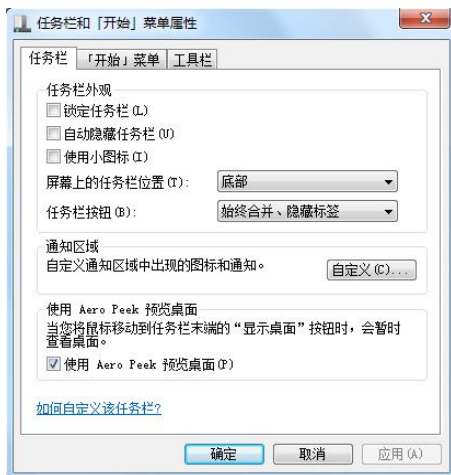 任务栏和「开始」菜单属性
任务栏 「开始」菜单 工具栏
任务栏外观
锁定任务栏(L)
自动隐藏任务栏(U)
使用小图标(I)
屏幕上的任务栏位置(T): 底部
任务栏按钮(B): 始终合并、隐藏标签
通知区域
自定义通知区域中出现的图标和通知。 自定义(C)...
使用 Aero Peek 预览桌面
当您将鼠标移动到任务栏末端的“显示桌面”按钮时，会暂时
查看桌面。
使用 Aero Peek 预览桌面(P)
如何自定义该任务栏?
确定 取消 应用(A)